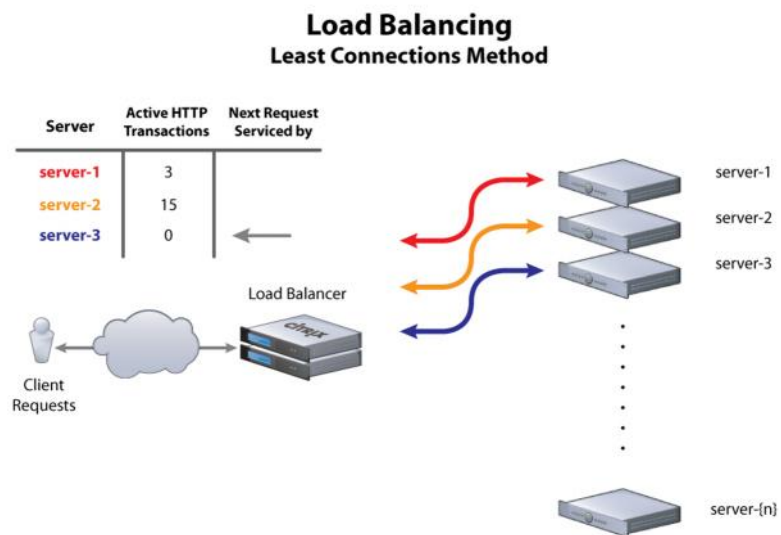 Load Balancing
Least Connections Method
Server
Active HTTP
Transactions
Next Request
Serviced by
server-1 3
server-2 15
server-3 0
Load Balancer
CITRIX
Client
Requests
server-1
server-2
server-3
server-{n}